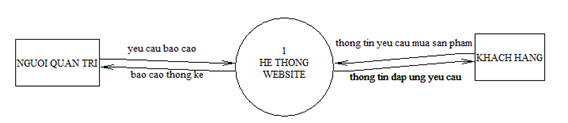 NGUOI QUAN TRI
yeu cau bao cao
bao cao thong ke
1
HE THONG
WEBSITE
thong tin yeu cau mua san pham
thong tin dap ung yeu cau
KHACH HANG